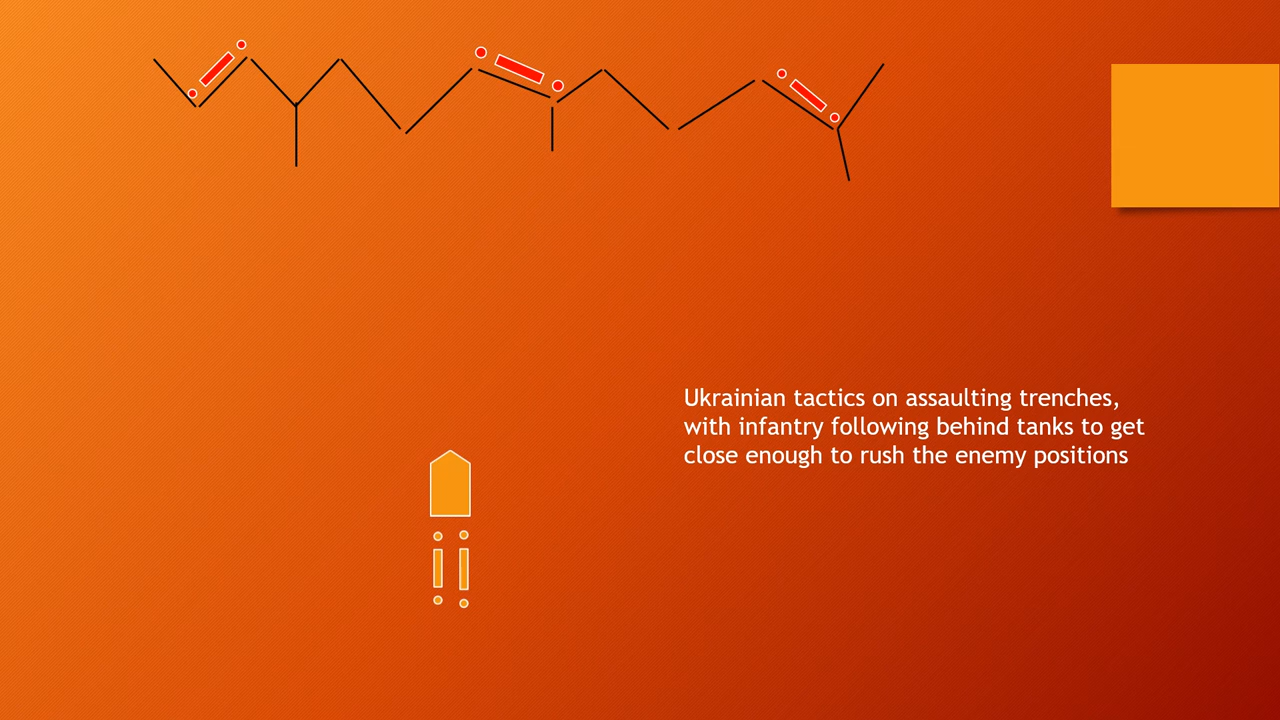 Ukrainian tactics on assaulting trenches,
with infantry following behind tanks to get
close enough to rush the enemy positions